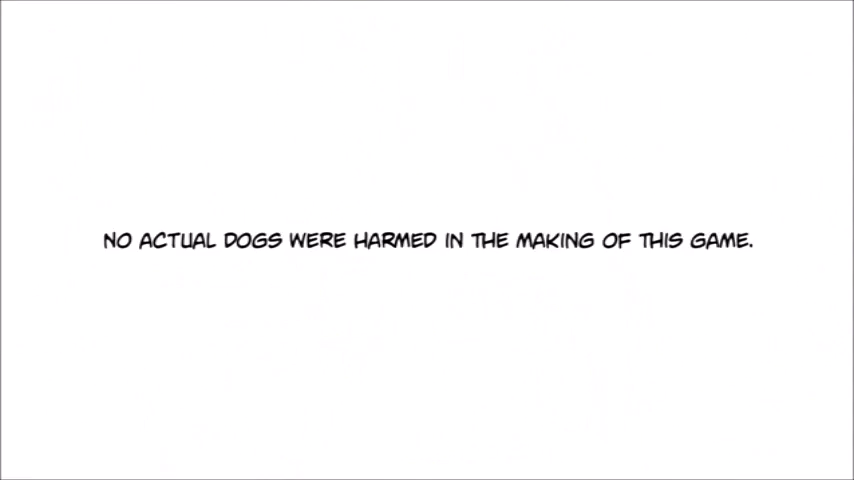 NO ACTUAL DOGS WERE HARMED IN THE MAKING OF THIS GAME.